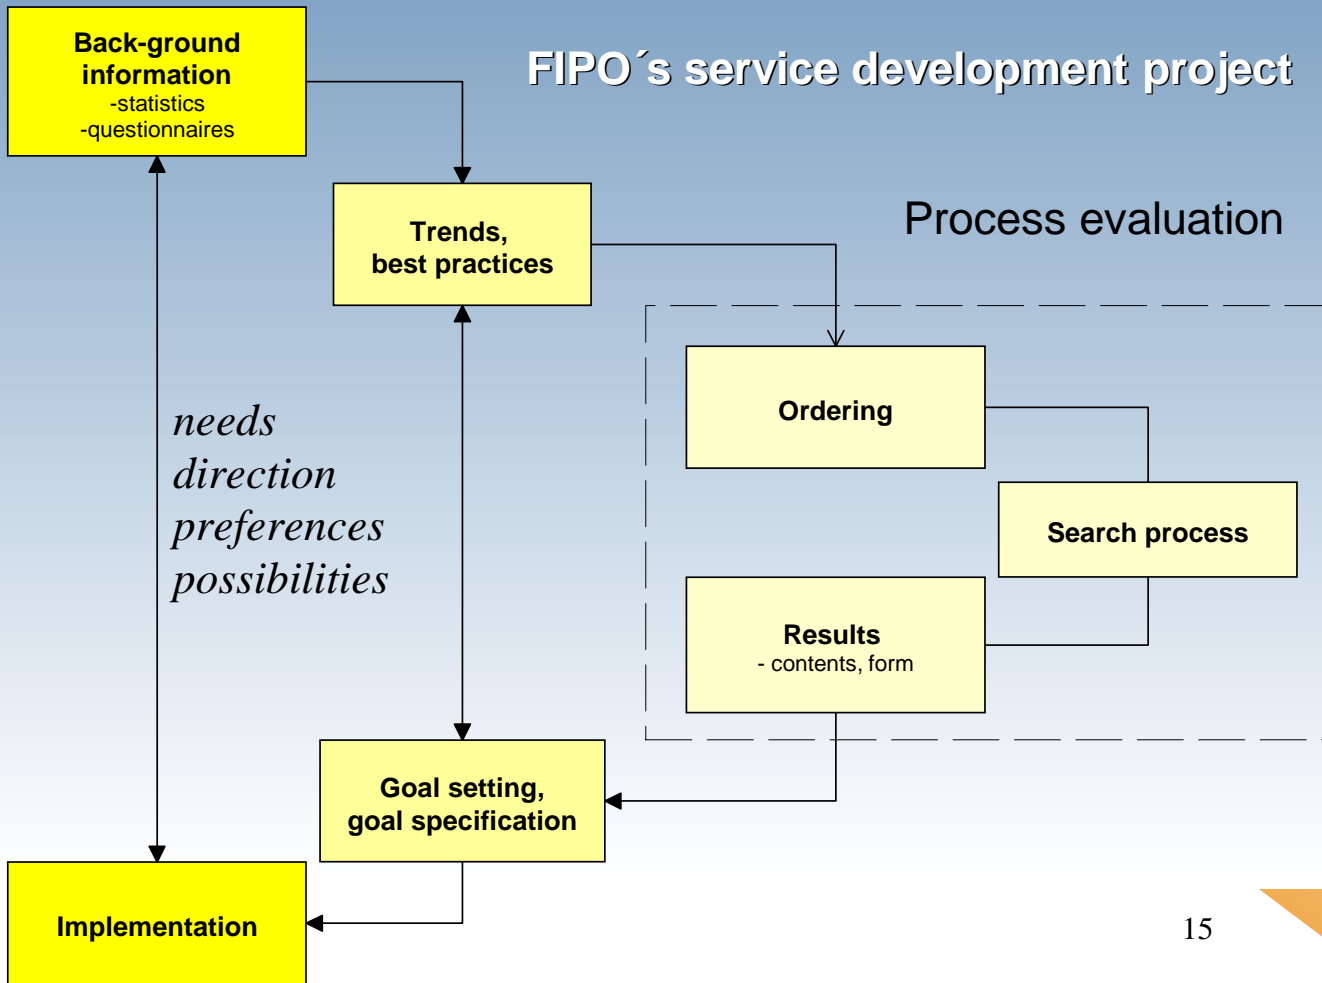 FIPO´s service development project
Back-ground
information
-statistics
-questionnaires
Trends,
best practices
Process evaluation
Ordering
needs
direction
preferences
possibilities
Search process
Results
- contents, form
Goal setting,
goal specification
Implementation
15